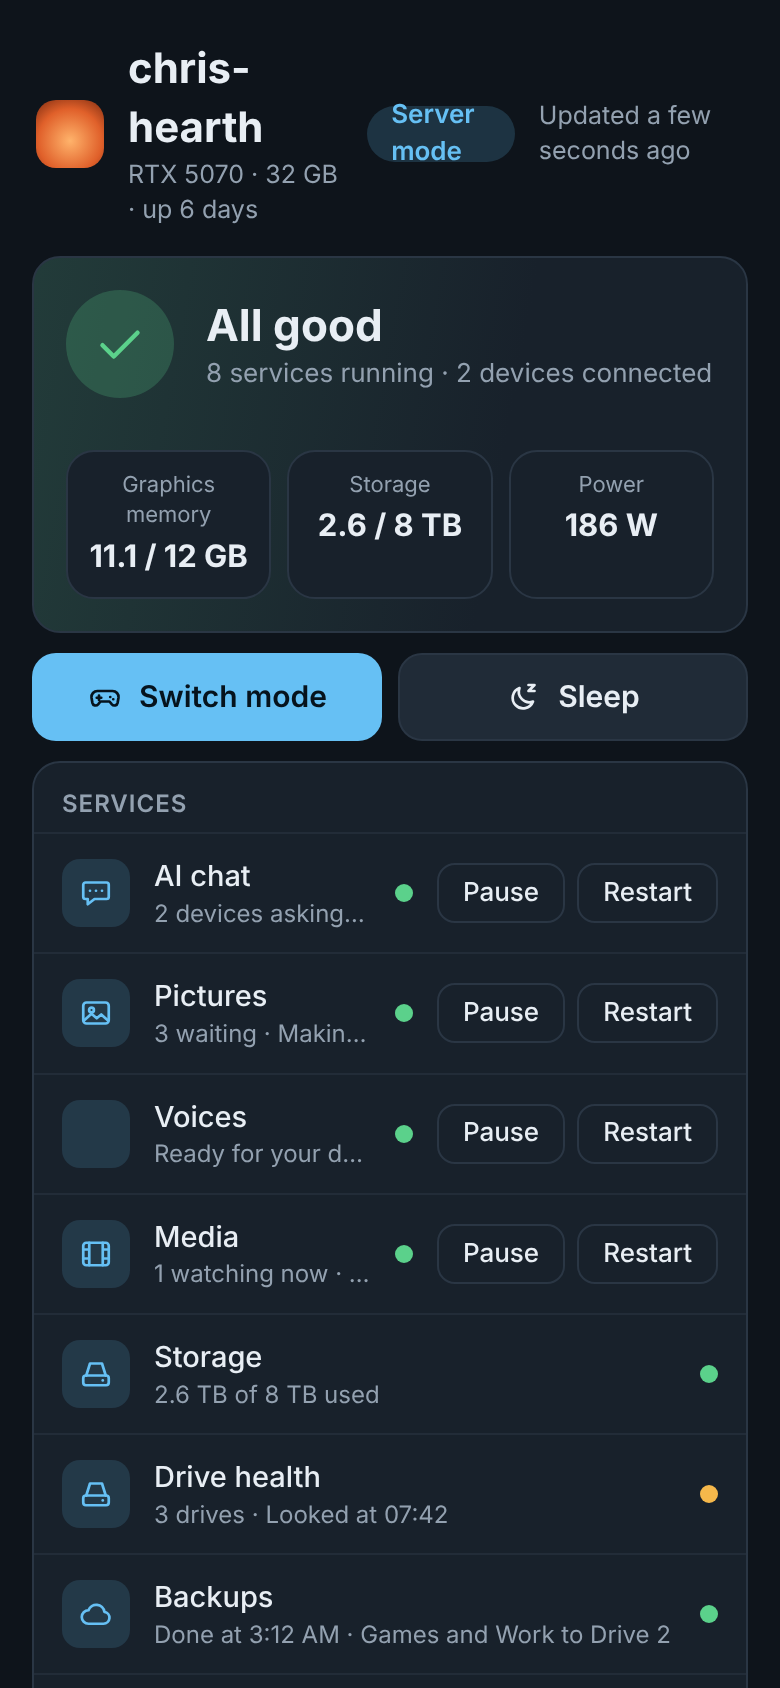 chris-
hearth
RTX 5070 · 32 GB
· up 6 days
Server
mode
Updated a few
seconds ago
All good
8 services running · 2 devices connected
Graphics
memory
11.1 / 12 GB
Storage
2.6 / 8 TB
Power
186 W
Switch mode
Sleep
SERVICES
AI chat
2 devices asking...
Pause
Restart
Pictures
3 waiting · Makin...
Pause
Restart
Voices
Ready for your d...
Pause
Restart
Media
1 watching now · ...
Pause
Restart
Storage
2.6 TB of 8 TB used
Drive health
3 drives · Looked at 07:42
Backups
Done at 3:12 AM · Games and Work to Drive 2